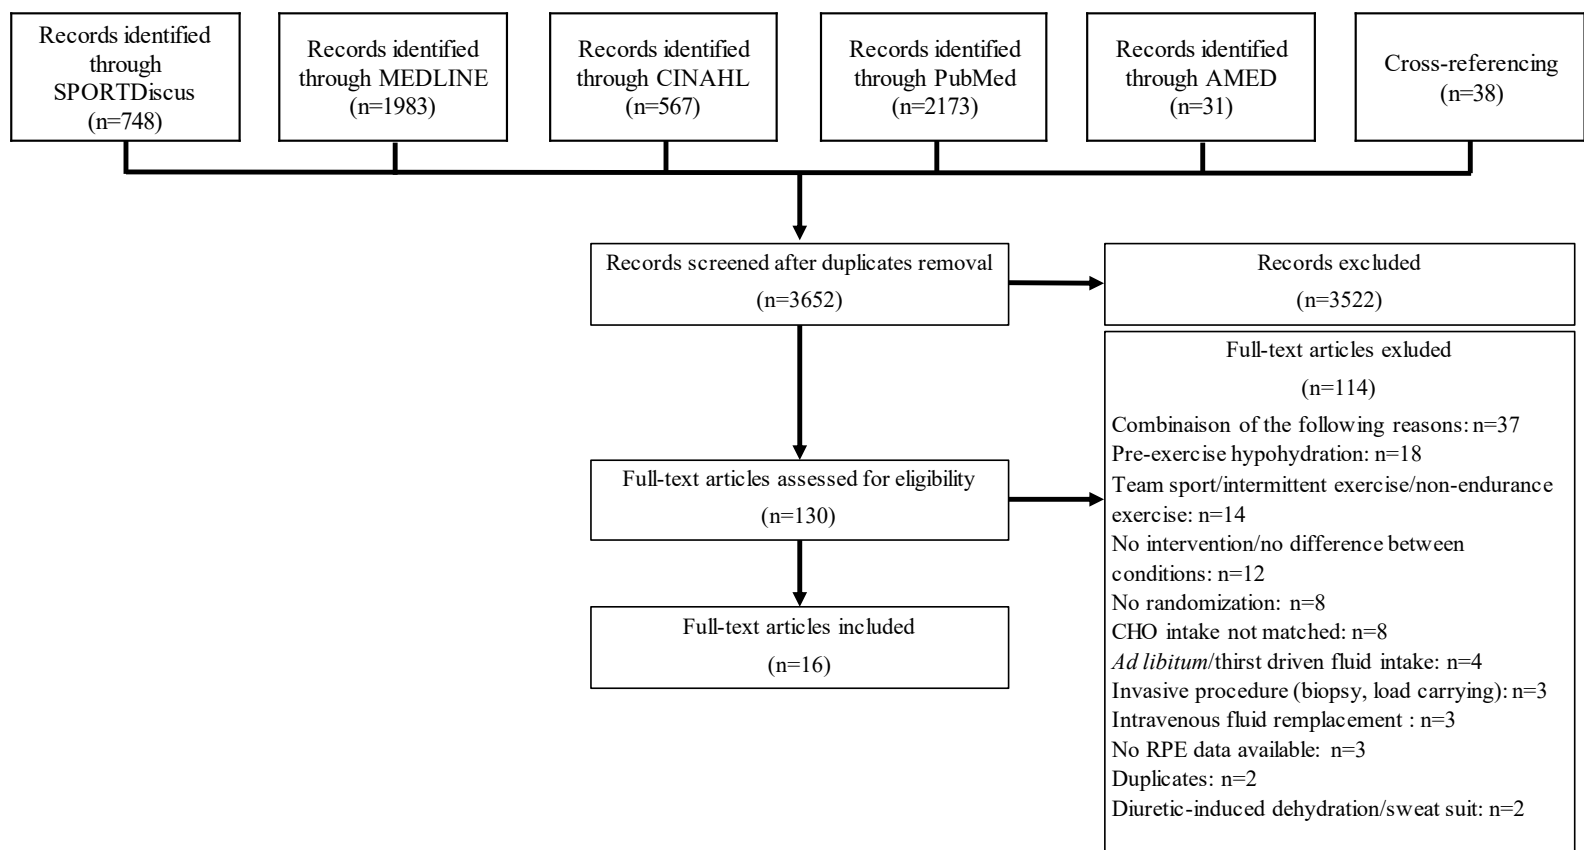 Records identified
through
SPORTDiscus
(n=748)
Records identified
through MEDLINE
(n=1983)
Records identified
through CINAHL
(n=567)
Records identified
through PubMed
(n=2173)
Records identified
through AMED
(n=31)
Cross-referencing
(n=38)
Records screened after duplicates removal
(n=3652)
Records excluded
(n=3522)
Full-text articles exluded
(n=114)
Combinaison of the following reasons: n=37
Pre-exercise hypohydration: n=18
Team sport/intermittent exercise/non-endurance
exercise: n=14
No intervention/no difference between
conditions: n=12
No randomization: n=8
CHO intake not matched: n=8
Ad libitum/thirst driven fluid intake: n=4
Invasive procedure (biopsy, load carrying): n=3
Intravenous fluid remplacement : n=3
No RPE data available: n=3
Duplicates: n=2
Diuretic-induced dehydration/sweat suit: n=2
Full-text articles assessed for eligibility
(n=130)
Full-text articles included
(n=16)